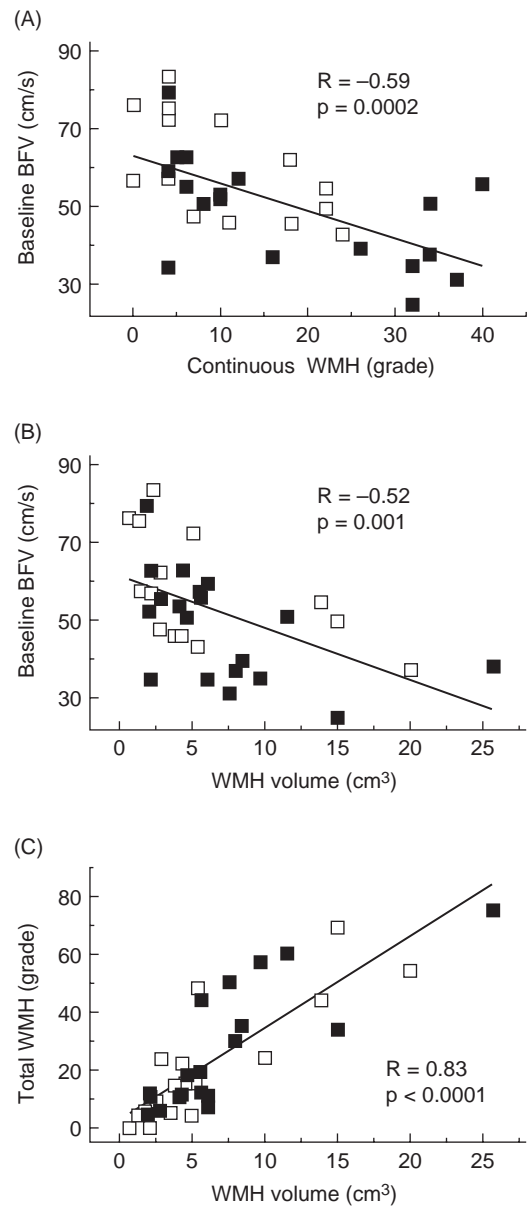 (A)
90
70
50
30
Baseline BFV (cm/s)
R = –0.59
p = 0.0002
0 10 20 30 40
Continuous WMH (grade)
(B)
90
70
50
30
Baseline BFV (cm/s)
R = –0.52
p = 0.001
0 5 10 15 20 25
WMH volume (cm³)
(C)
80
60
40
20
0
Total WMH (grade)
R = 0.83
p < 0.0001
0 5 10 15 20 25
WMH volume (cm³)